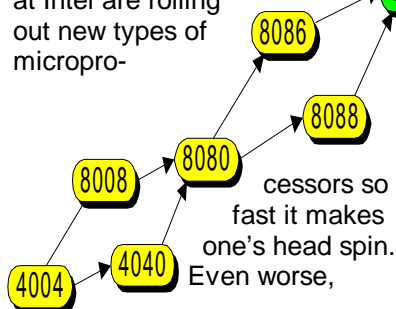 at Intel are rolling
out new types of
micropro-
8086
8088
8080
8008
cessors so
fast it makes
one's head spin.
4040
Even worse,
4004